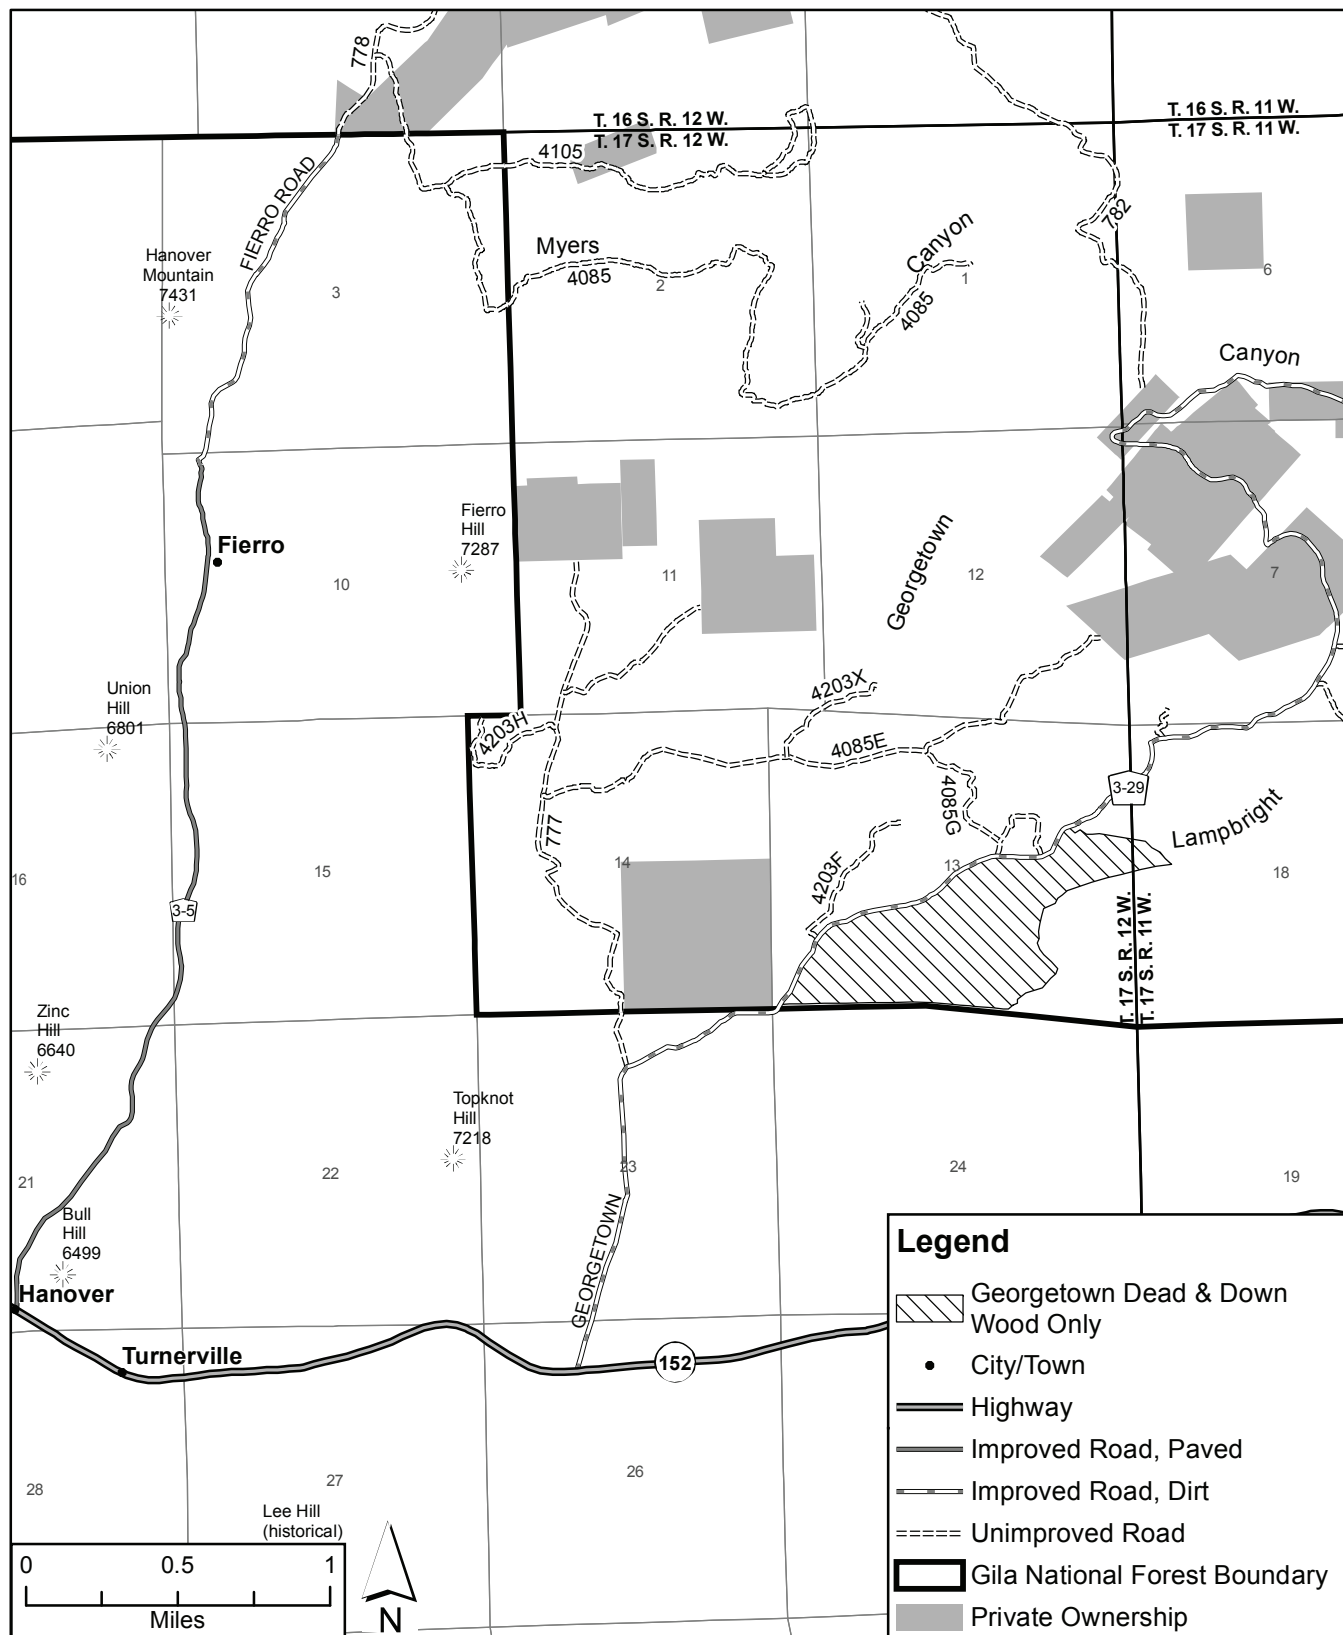 778
T. 16 S. R. 12 W.
T. 17 S. R. 12 W.
T. 16 S. R. 11 W.
T. 17 S. R. 11 W.
4105
FIERRO ROAD
782
Hanover
Mountain
7431
Myers
4085
Canyon
4085
3
2
1
6
Canyon
Fierro
Fierro
Hill
7287
Georgetown
10
11
12
7
Union
Hill
6801
4203H
4203X
4085E
4085G
3-29
777
Lampbright
4203F
16
15
14
13
18
3-5
T. 17 S. R. 12 W.
T. 17 S. R. 11 W.
Zinc
Hill
6640
Topknot
Hill
7218
21
22
23
24
19
Bull
Hill
6499
GEORGETOWN
Hanover
Turnerville
152
28
27
26
Lee Hill
(historical)
0 0.5 1
Miles
N
Legend
Georgetown Dead & Down
Wood Only
City/Town
Highway
Improved Road, Paved
Improved Road, Dirt
Unimproved Road
Gila National Forest Boundary
Private Ownership